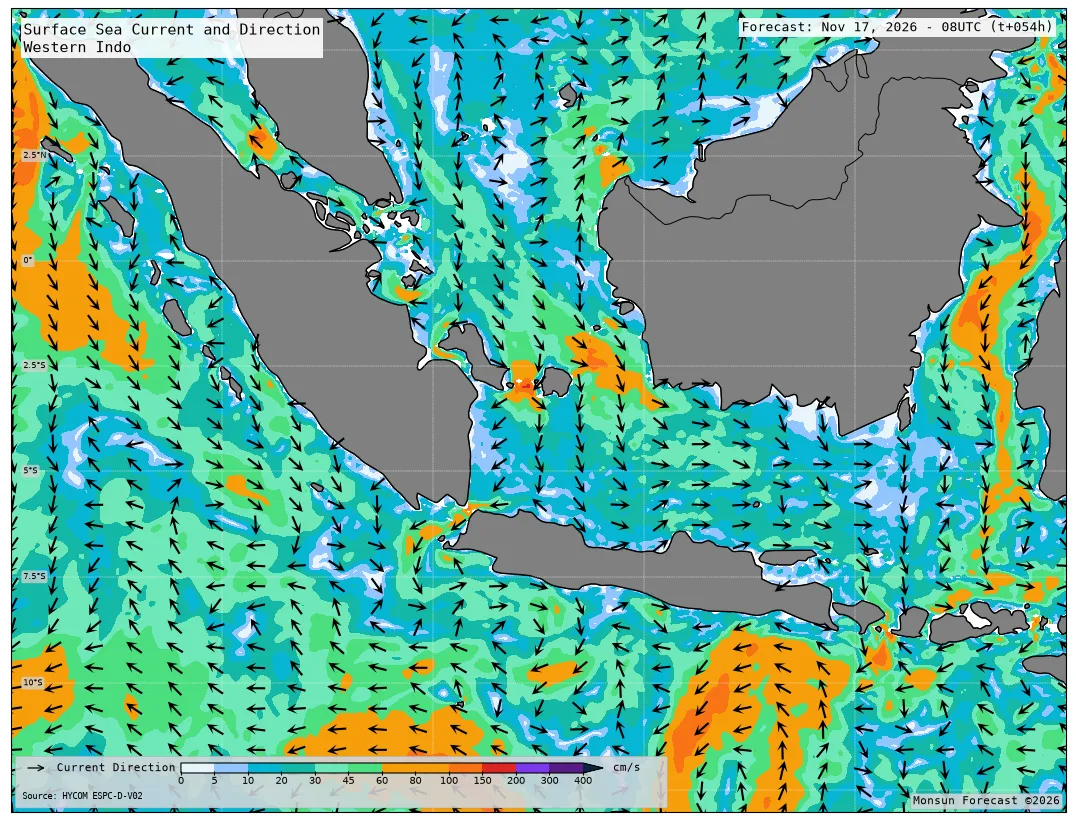 Surface Sea Current and Direction
Western Indo
Forecast: Nov 17, 2026 - 08UTC (t+054h)
2.5°N
0°
2.5°S
5°S
7.5°S
10°S
Current Direction
0 5 10 20 30 45 60 80 100 150 200 300 400 cm/s
Source: HYCOM ESPC-D-V02
Monsun Forecast ©2026